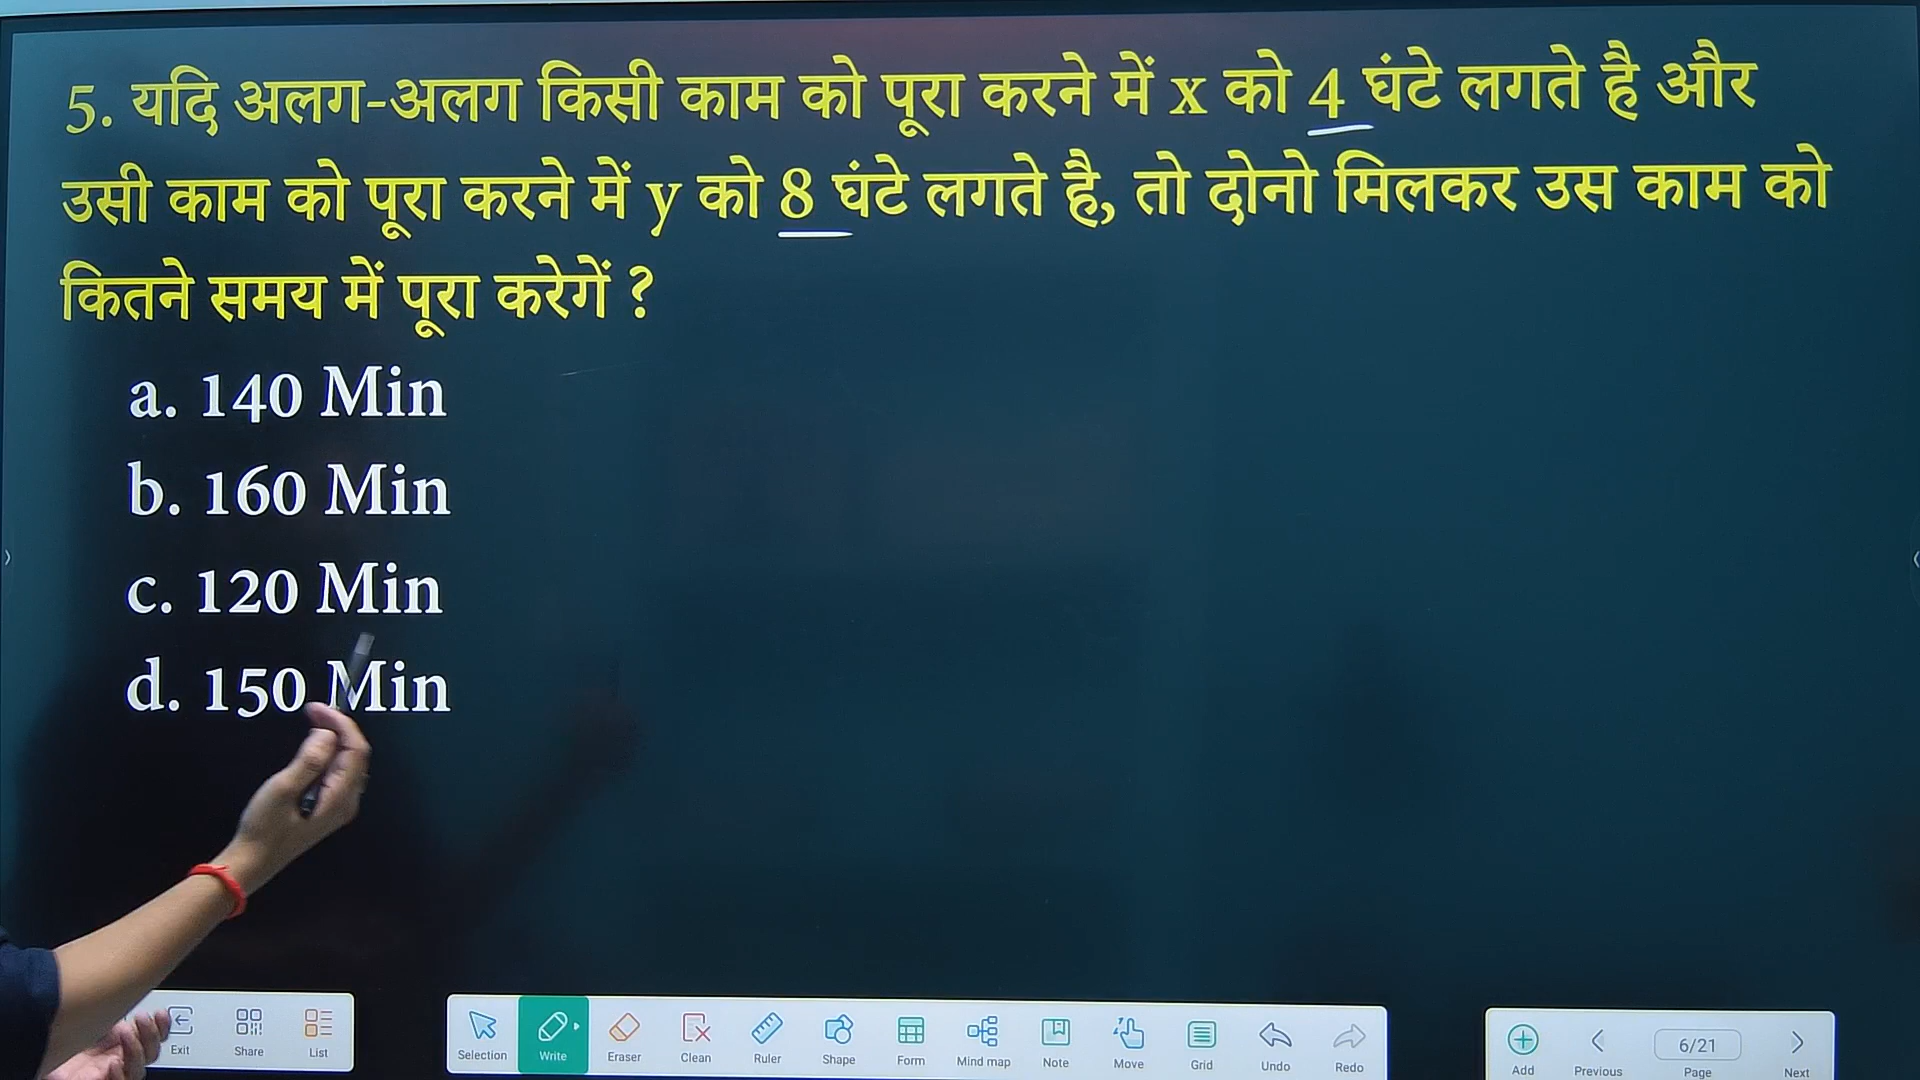 5. यदि अलग-अलग किसी काम को पूरा करने में x को 4 घंटे लगते है और
उसी काम को पूरा करने में y को 8 घंटे लगते है, तो दोनो मिलकर उस काम को
कितने समय में पूरा करेगें ?
a. 140 Min
b. 160 Min
c. 120 Min
d. 150 Min
Exit Share List Selection Write Eraser Clean Ruler Shape Form Mind map Note Move Grid Undo Redo Add Previous 6/21 Page Next